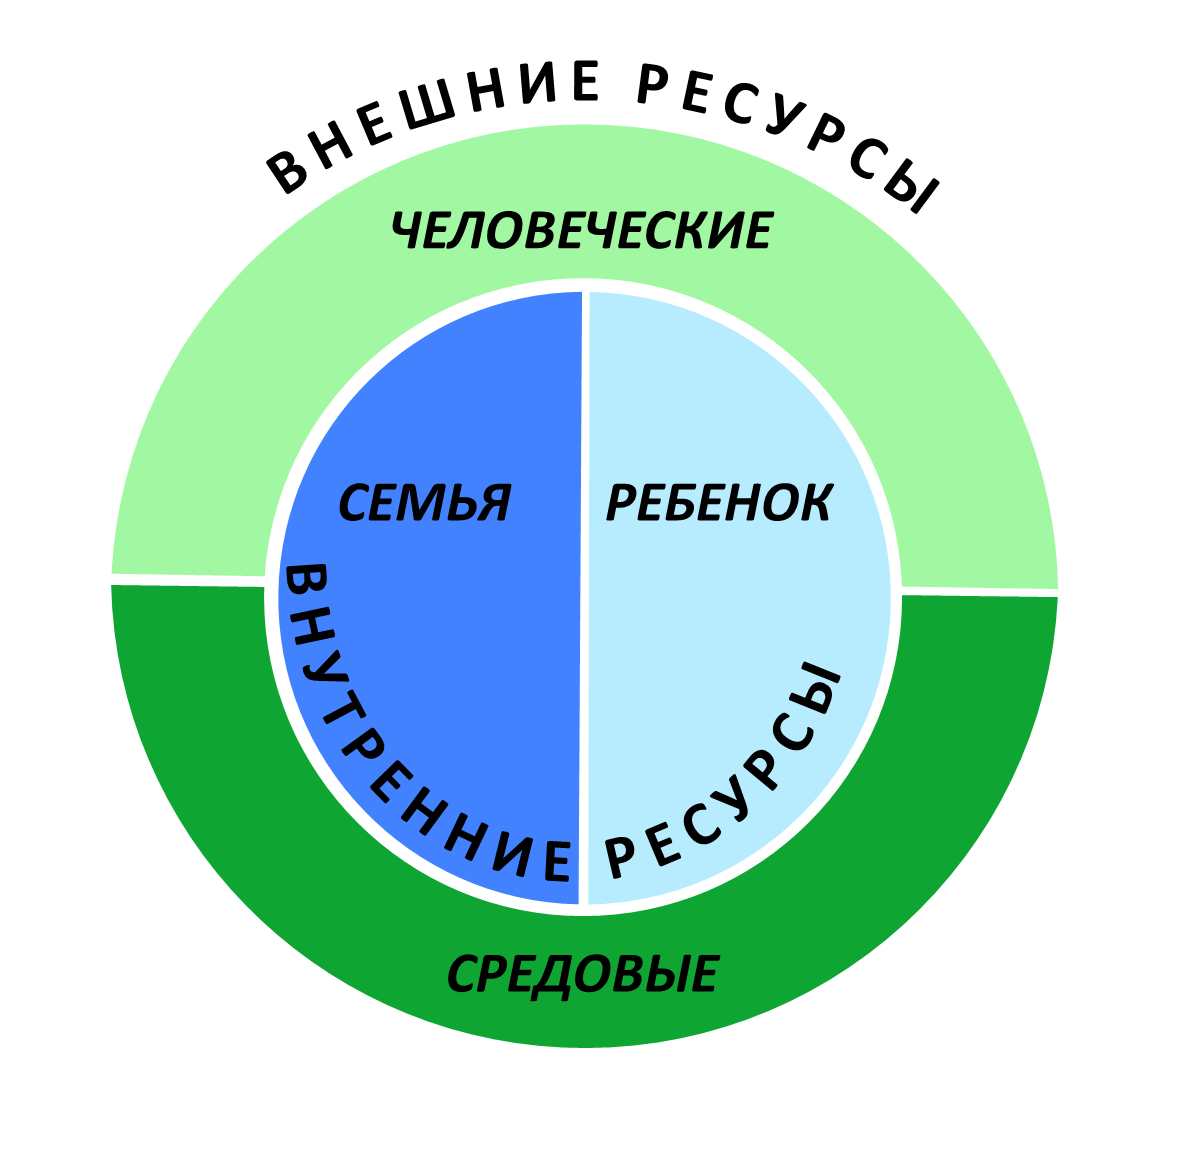 ВНЕШНИЕ РЕСУРСЫ
ЧЕЛОВЕЧЕСКИЕ
СЕМЬЯ
РЕБЕНОК
ВНУТРЕННИЕ РЕСУРСЫ
СРЕДОВЫЕ